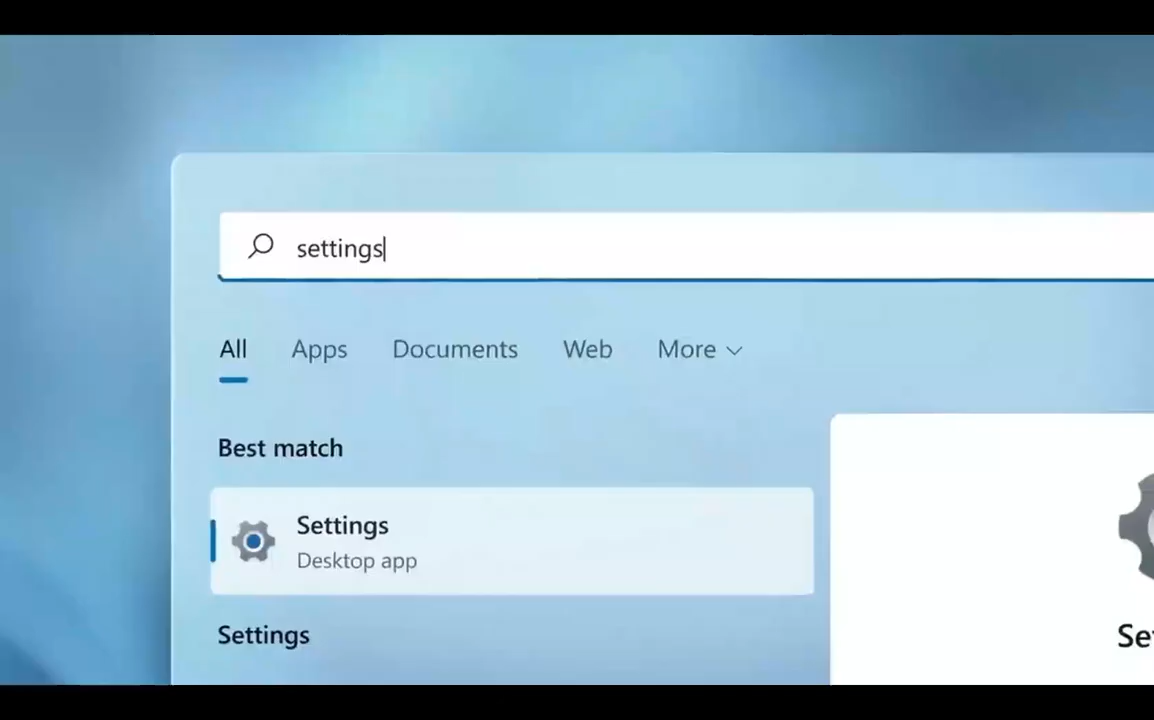 settings
All Apps Documents Web More
Best match
Settings
Desktop app
Settings